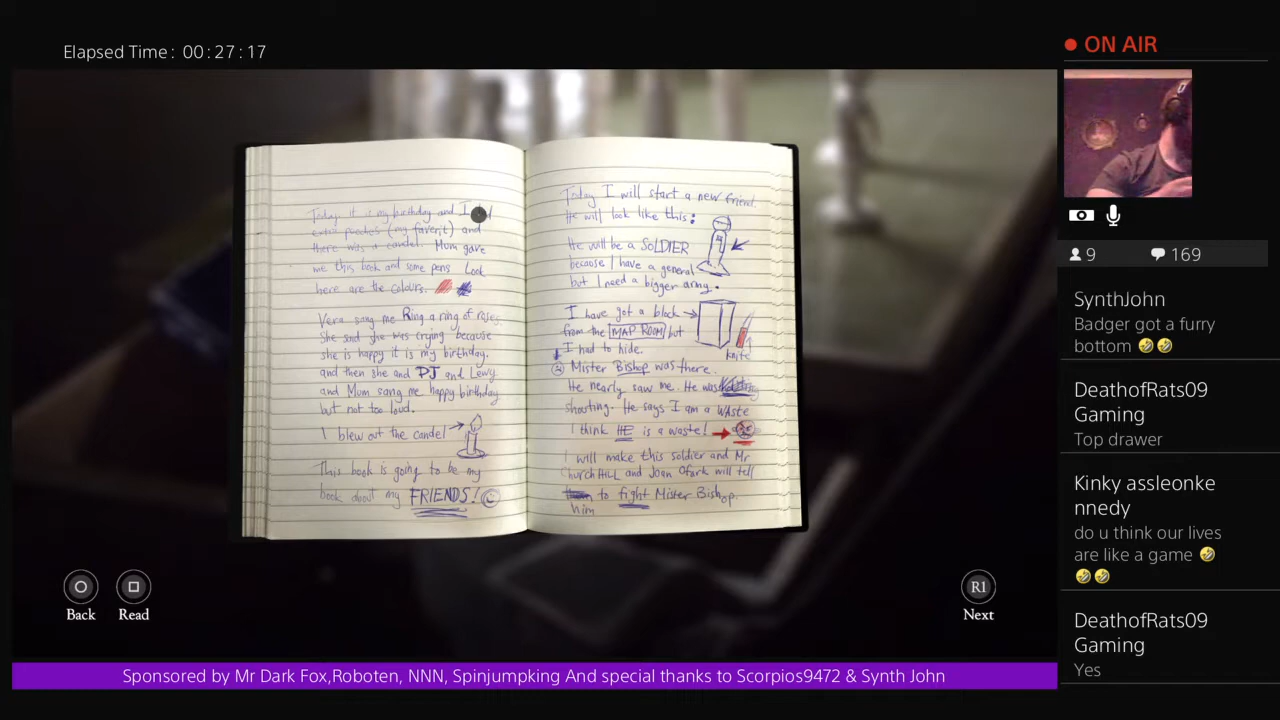 Elapsed Time: 00:27:17
ON AIR
9
169
SynthJohn
Badger got a furry
bottom 🤣🤣
DeathofRats09
Gaming
Top drawer
Kinky assleonke
nnedy
do u think our lives
are like a game 🤣
🤣🤣
DeathofRats09
Gaming
Yes
Today it is my birthday and I
(my faverit) and
there was a candel. Mum gave
me this book and some pens Look
here are the colours.
Vera sang me Ring a ring of roses
She said she was crying because
she is happy it is my birthday.
and then she and DJ and Lewy
and Mum sang me happy birthday
but not too loud.
I blew out the candel
This book is going to be my
book about my FRIENDS!
Today I will start a new friend.
He will look like this:
He will be a SOLDIER
because I have a general
but I need a bigger army.
I have got a block
from the MAP ROOM but
knife
I had to hide.
Mister Bishop was there.
He nearly saw me. He was
shouting. He says I am a WAste
I think HE is a waste!
I will make this soldier and Mr
ChurcHiLL and Joan Ofark will tell
to fight Mister Bishop.
him
Back
Read
R1
Next
Sponsored by Mr Dark Fox,Roboten, NNN, Spinjumpking And special thanks to Scorpios9472 & Synth John